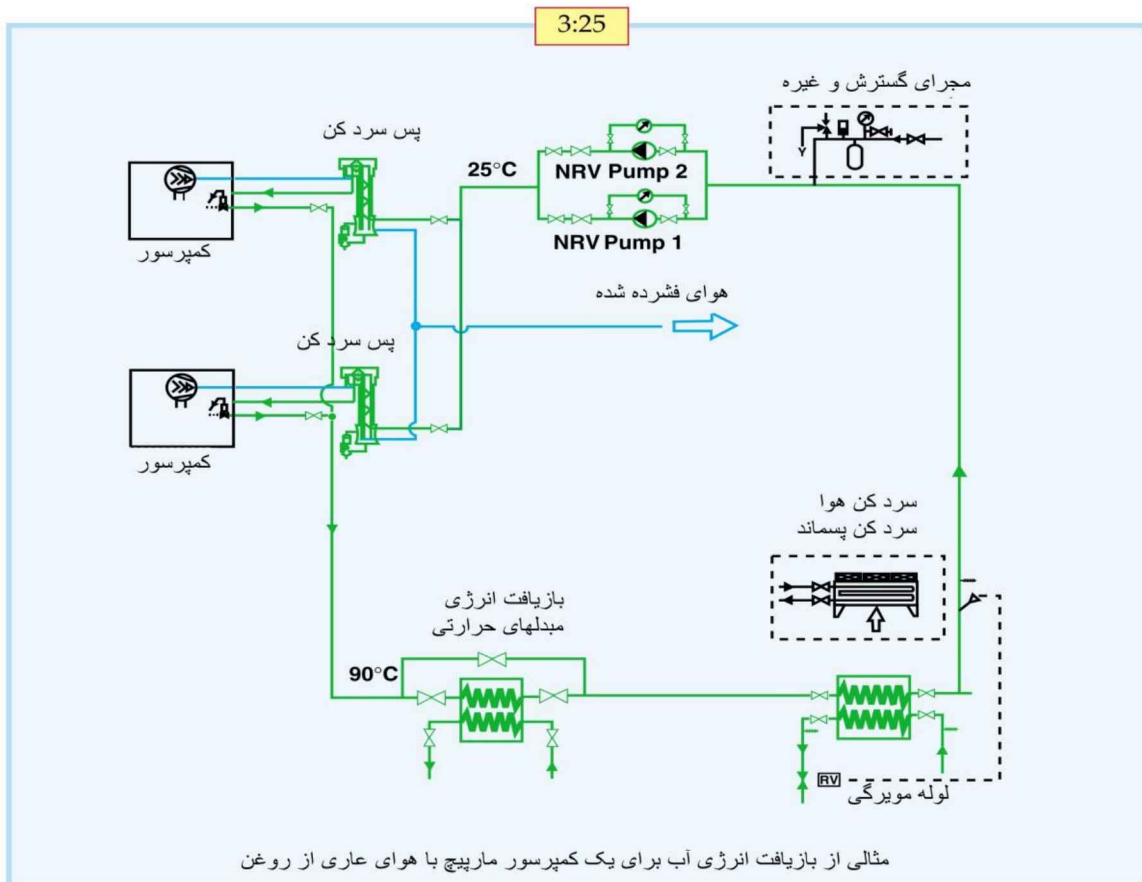 3:25
مجرای گسترش و غیره
پس سرد کن
25°C
NRV Pump 2
NRV Pump 1
کمپرسور
هوای فشرده شده
پس سرد کن
کمپرسور
سرد کن هوا
سرد کن پسماند
بازیافت انرژی
مبدلهای حرارتی
90°C
RV
لوله مویرگی
مثالی از بازیافت انرژی آب برای یک کمپرسور مارپیچ با هوای عاری از روغن